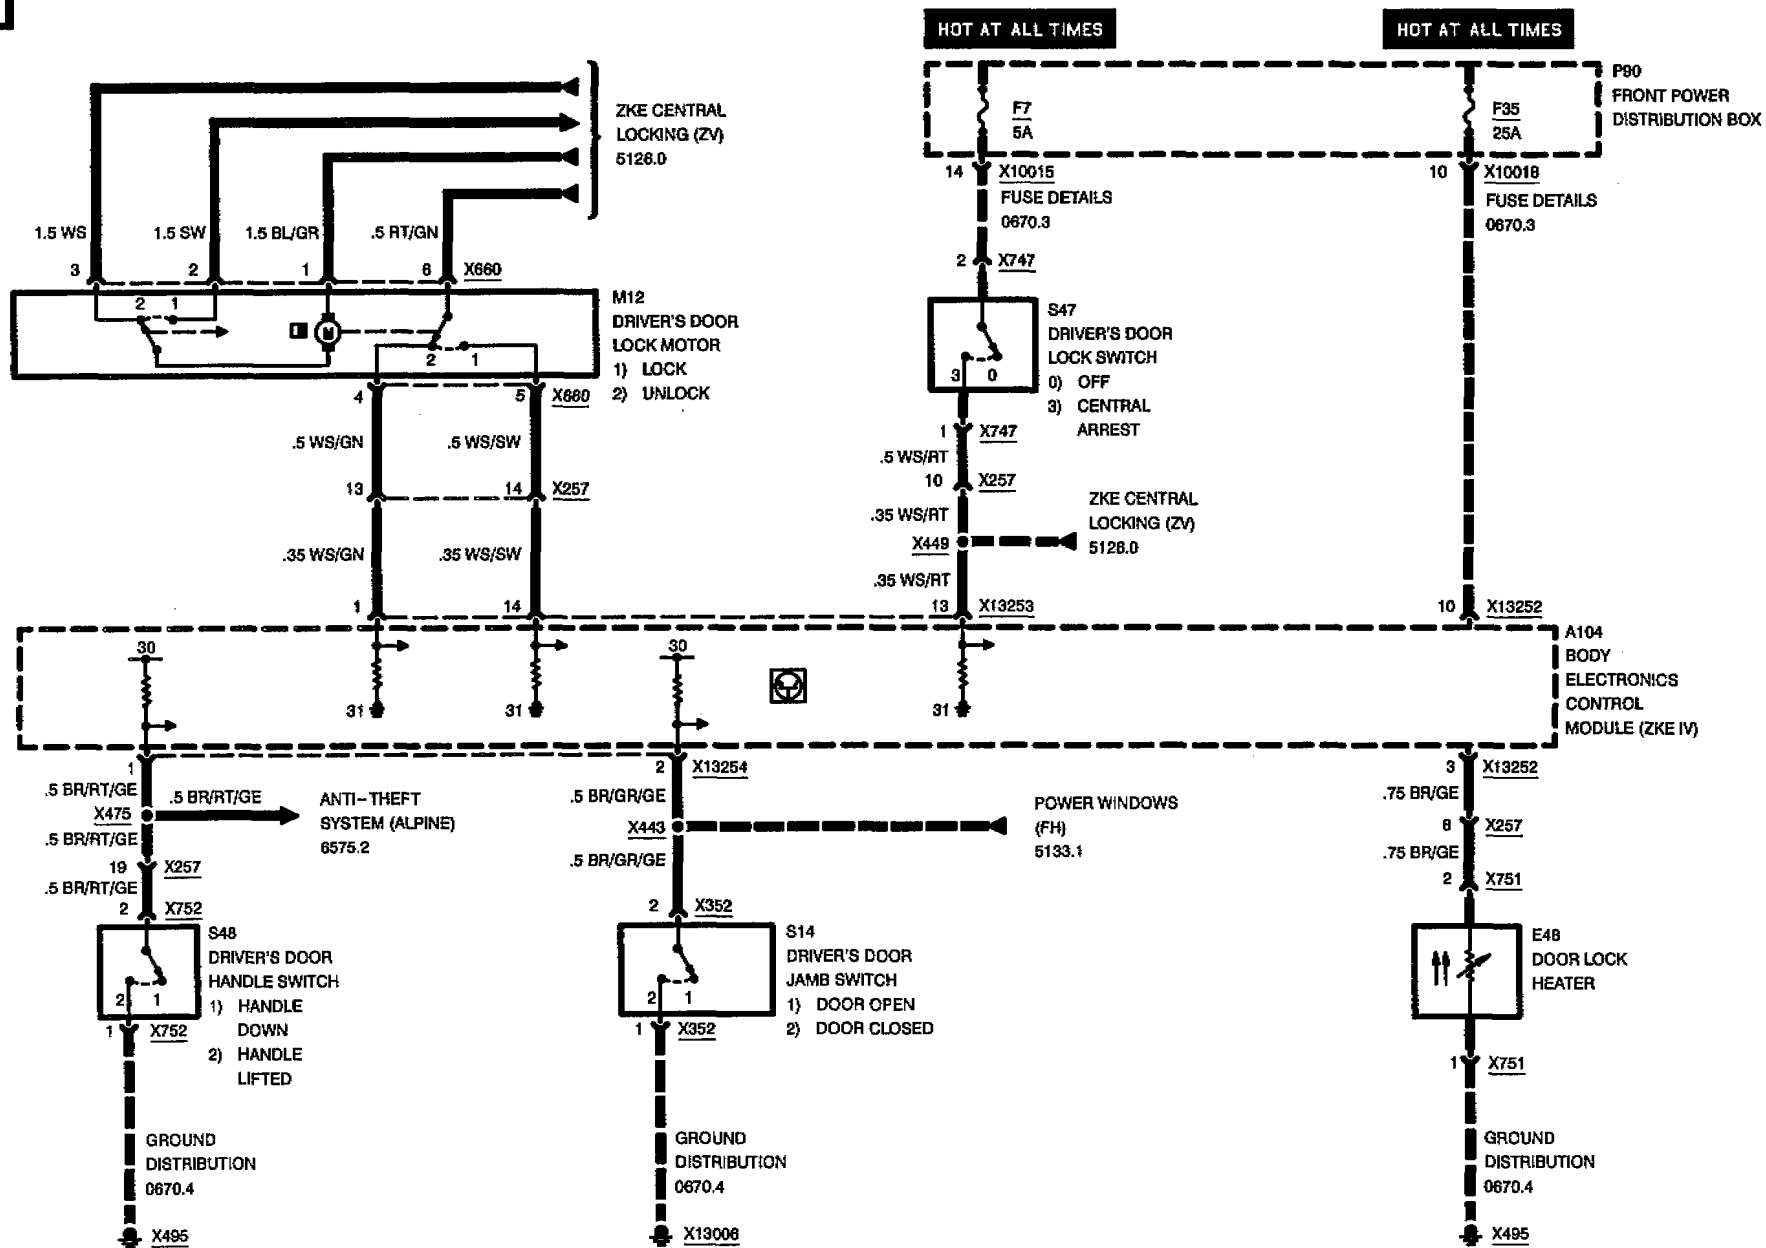 HOT AT ALL TIMES
HOT AT ALL TIMES
P90
FRONT POWER
DISTRIBUTION BOX
F7
5A
F35
25A
ZKE CENTRAL
LOCKING (ZV)
5126.0
14
X10015
FUSE DETAILS
0670.3
10
X10018
FUSE DETAILS
0670.3
1.5 WS
1.5 SW
1.5 BL/GR
.5 RT/GN
3
2
1
6
X660
2 X747
2 1
M
2 1
M12
DRIVER'S DOOR
LOCK MOTOR
1) LOCK
2) UNLOCK
S47
DRIVER'S DOOR
LOCK SWITCH
0) OFF
3) CENTRAL
ARREST
3 0
4
5
X660
1 X747
.5 WS/GN
.5 WS/SW
.5 WS/RT
13
14
X257
10 X257
.35 WS/RT
ZKE CENTRAL
LOCKING (ZV)
5126.0
X449
.35 WS/GN
.35 WS/SW
.35 WS/RT
1
14
13
X13253
10
X13252
30
30
31
31
31
A104
BODY
ELECTRONICS
CONTROL
MODULE (ZKE IV)
1
2 X13254
3 X13252
.5 BR/RT/GE
.5 BR/RT/GE
X475
.5 BR/RT/GE
ANTI-THEFT
SYSTEM (ALPINE)
6575.2
19 X257
.5 BR/RT/GE
2 X752
.5 BR/GR/GE
X443
.5 BR/GR/GE
POWER WINDOWS
(FH)
5133.1
2 X352
.75 BR/GE
6 X257
.75 BR/GE
2 X751
2 1
S48
DRIVER'S DOOR
HANDLE SWITCH
1) HANDLE
DOWN
2) HANDLE
LIFTED
1 X752
2 1
S14
DRIVER'S DOOR
JAMB SWITCH
1) DOOR OPEN
2) DOOR CLOSED
1 X352
E48
DOOR LOCK
HEATER
1 X751
GROUND
DISTRIBUTION
0670.4
X495
GROUND
DISTRIBUTION
0670.4
X13006
GROUND
DISTRIBUTION
0670.4
X495